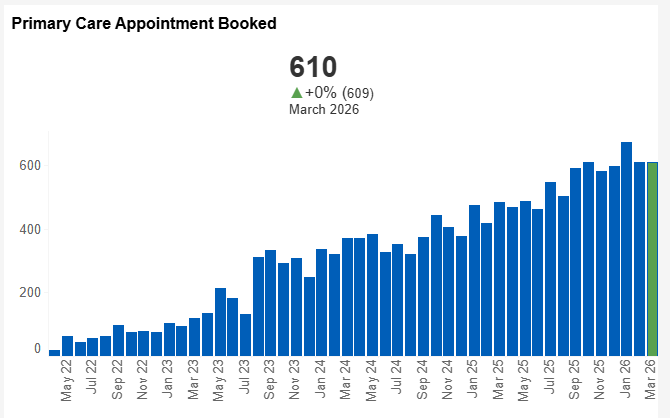 Primary Care Appointment Booked
610
▲+0% (609)
March 2026
600
400
200
0
May 22
Jul 22
Sep 22
Nov 22
Jan 23
Mar 23
May 23
Jul 23
Sep 23
Nov 23
Jan 24
Mar 24
May 24
Jul 24
Sep 24
Nov 24
Jan 25
Mar 25
May 25
Jul 25
Sep 25
Nov 25
Jan 26
Mar 26